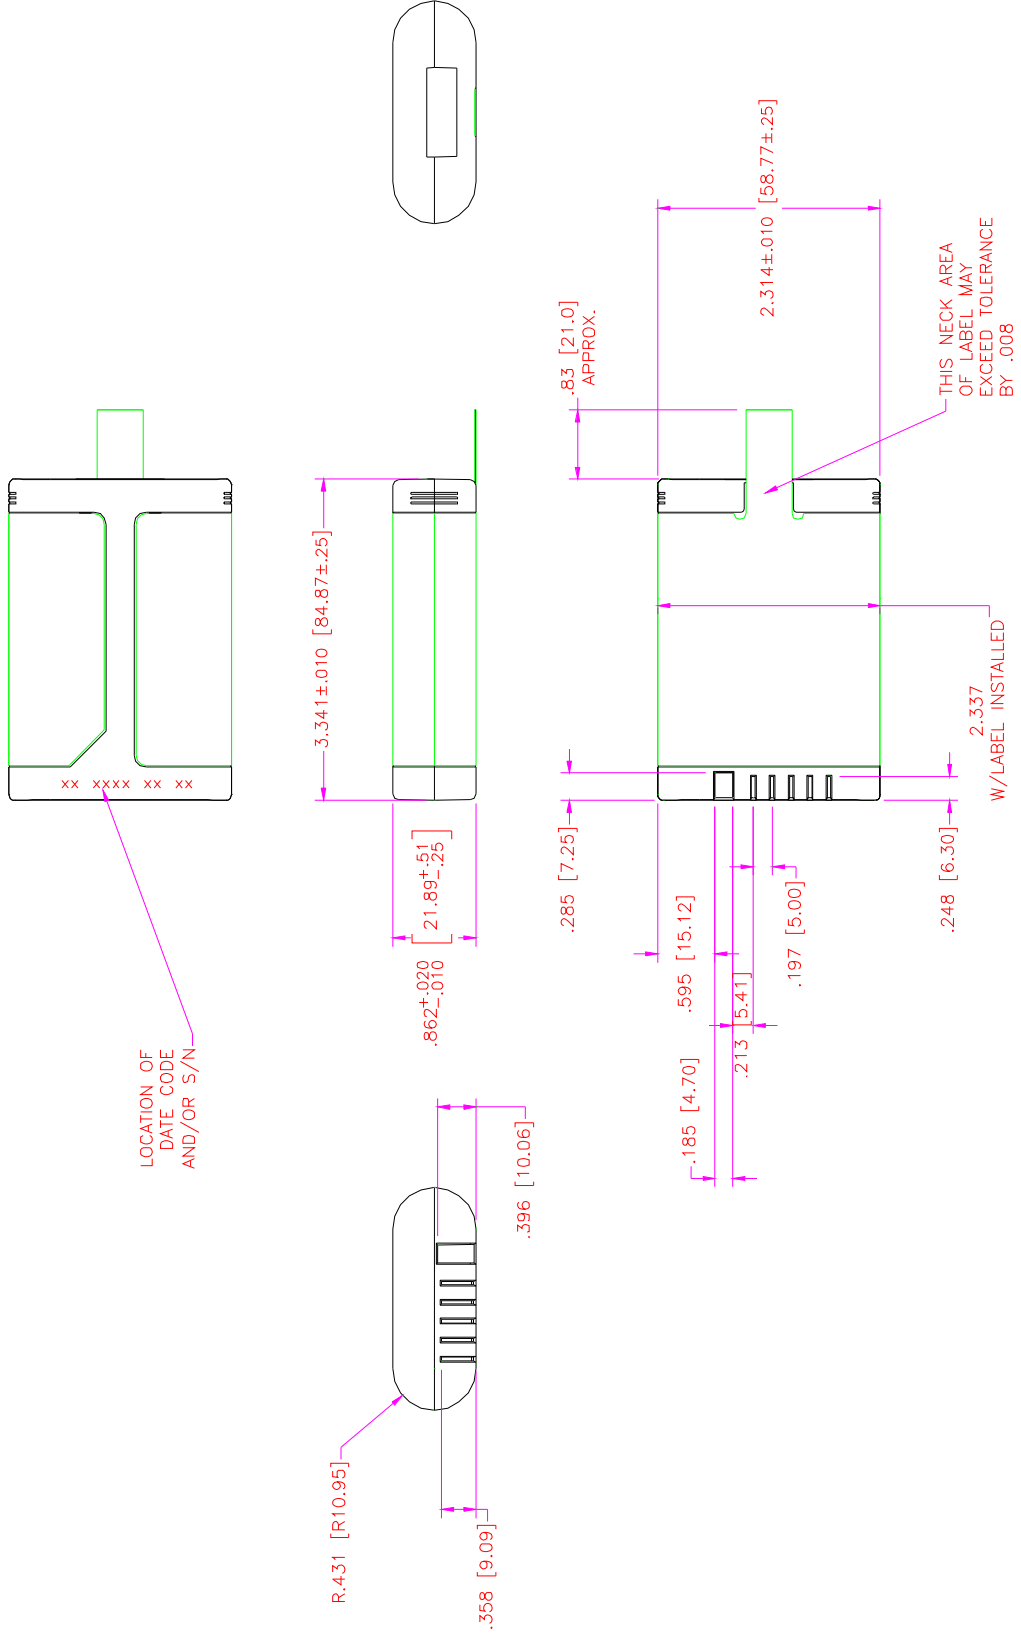 2.314±.010 [58.77±.25]
THIS NECK AREA
OF LABEL MAY
EXCEED TOLERANCE
BY .008
.83 [21.0]
APPROX.
3.341±.010 [84.87±.25]
2.337
W/LABEL INSTALLED
XX XXXX XX XX
.285 [7.25]
[21.89+.51-.25]
.862+.020-.010
.248 [6.30]
.595 [15.12]
.197 [5.00]
.213 [5.41]
.185 [4.70]
LOCATION OF
DATE CODE
AND/OR S/N
.396 [10.06]
R.431 [R10.95]
.358 [9.09]